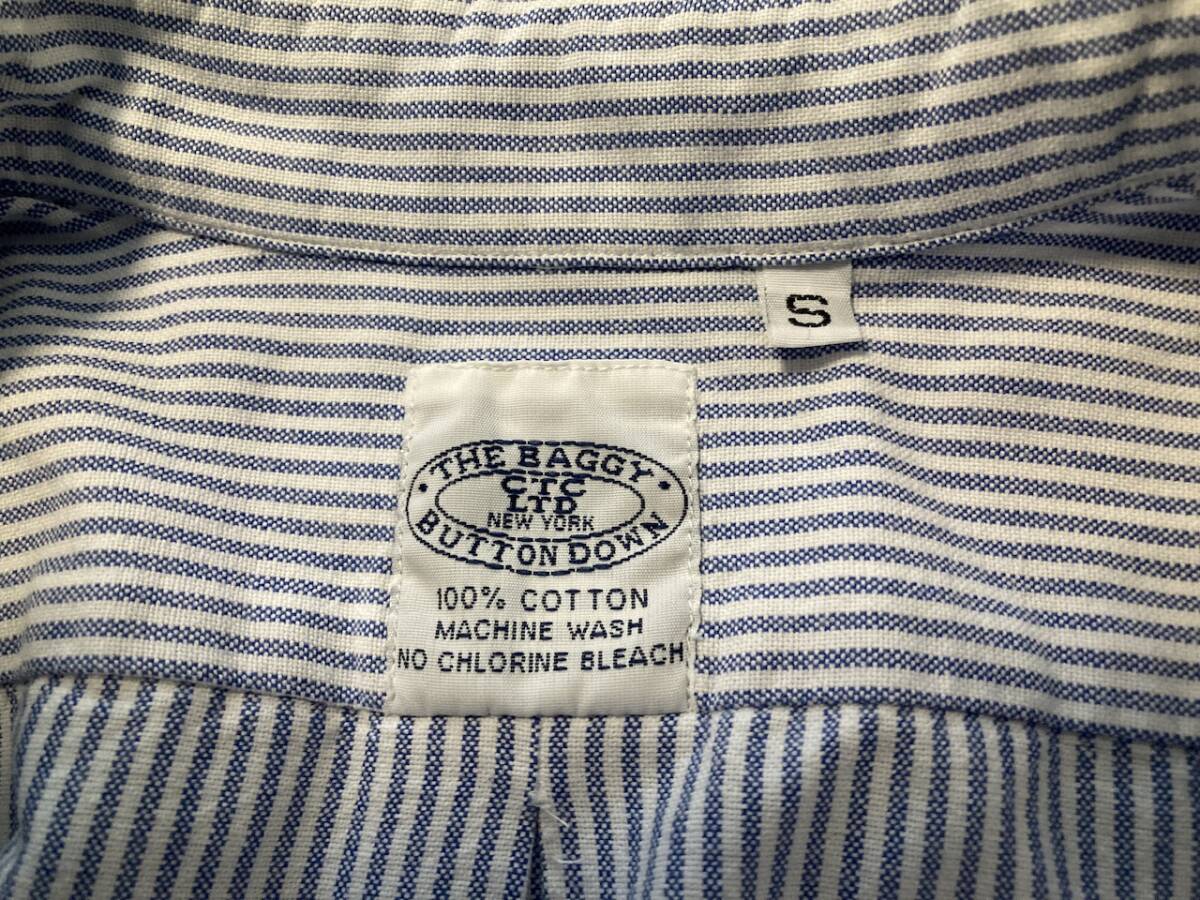 S
THE BAGGY
CTC
LTD
NEW YORK
BUTTON DOWN
100% COTTON
MACHINE WASH
NO CHLORINE BLEACH